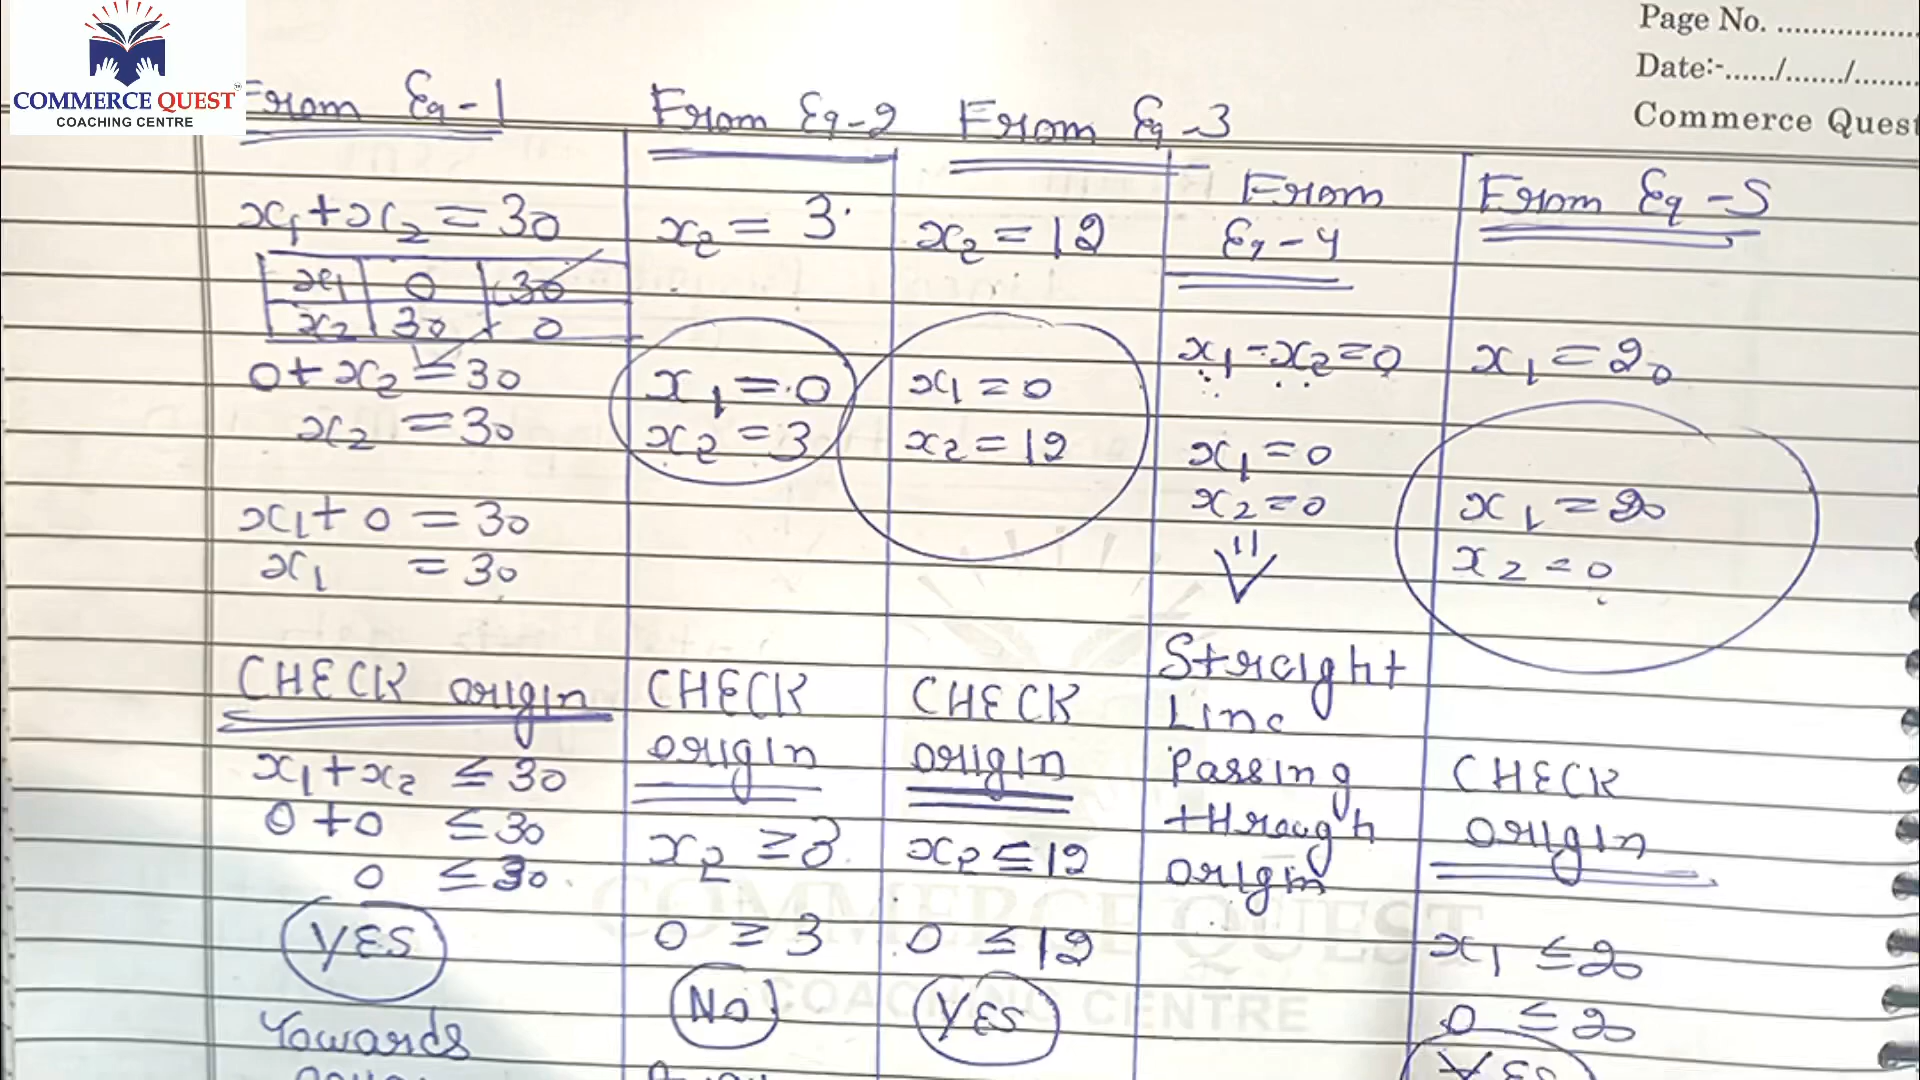 COMMERCE QUEST
COACHING CENTRE
Page No. ................
Date:-....../......./........
Commerce Quest
From Eq-1
x1+x2 = 30
x1 0 30
x2 30 0
0+x2 = 30
x2 = 30
x1+0 = 30
x1 = 30
CHECK origin
x1+x2 ≤ 30
0+0 ≤ 30
0 ≤ 30
YES
Towards
From Eq-2
x2 = 3
x1 = 0
x2 = 3
CHECK
origin
x2 ≥ 3
0 ≥ 3
No
From Eq-3
x2 = 12
x1 = 0
x2 = 12
CHECK
origin
x2 ≤ 12
0 ≤ 12
YES
From
Eq-4
x1-x2=0
x1=0
x2=0
Straight
Line
Passing
through
origin
From Eq-5
x1 = 20
x1 = 20
x2 = 0
CHECK
origin
x1 ≤ 20
0 ≤ 20
YES
COMMERCE QUEST
COACHING CENTRE